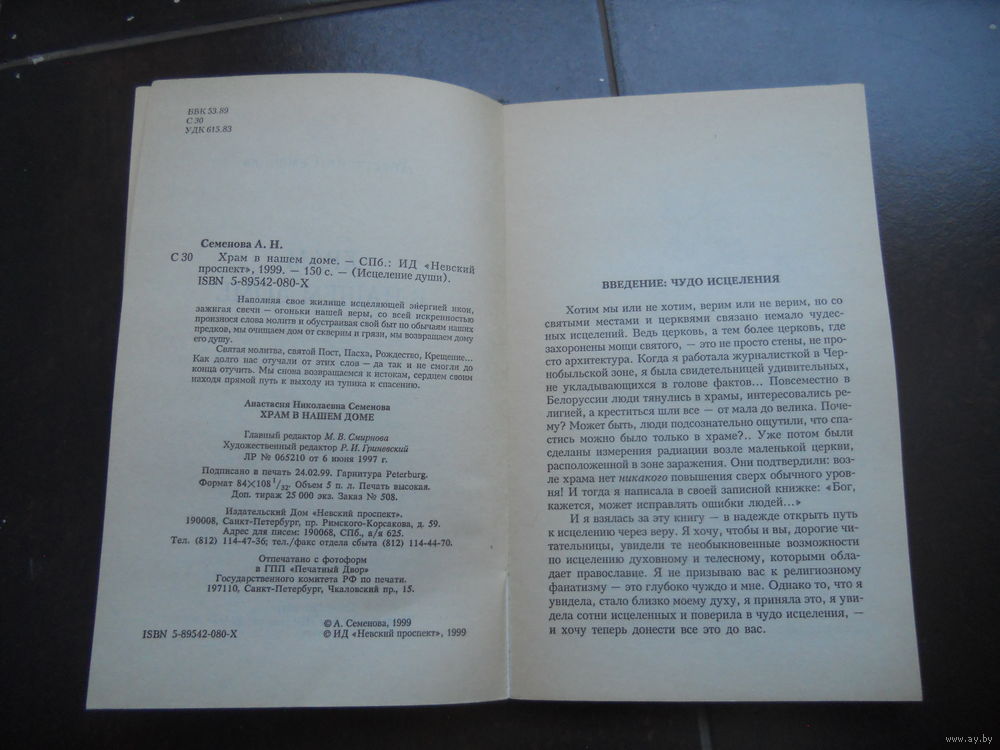 ББК 53.89
С 30
УДК 615.83
Семенова А. Н.
С 30 Храм в нашем доме. — СПб.: ИД «Невский
проспект», 1999. — 150 с. — (Исцеление души).
ISBN 5-89542-080-X
Наполняя свое жилище исцеляющей энергией икон,
зажигая свечи — огоньки нашей веры, со всей искренностью
произнося слова молитв и обустраивая свой быт по обычаям наших
предков, мы очищаем дом от скверны и грязи, мы возвращаем дому
его душу.
Святая молитва, святой Пост, Пасха, Рождество, Крещение...
Как долго нас отучали от этих слов — да так и не смогли до
конца отучить. Мы снова возвращаемся к истокам, сердцем своим
находя прямой путь к выходу из тупика к спасению.
Анастасия Николаевна Семенова
ХРАМ В НАШЕМ ДОМЕ
Главный редактор М. В. Смирнова
Художественный редактор Р. И. Гриневский
ЛР № 065210 от 6 июня 1997 г.
Подписано в печать 24.02.99. Гарнитура Peterburg.
Формат 84×108 1/32. Объем 5 п. л. Печать высокая.
Доп. тираж 25 000 экз. Заказ № 508.
Издательский Дом «Невский проспект».
190008, Санкт-Петербург, пр. Римского-Корсакова, д. 59.
Адрес для писем: 190068, СПб, а/я 625.
Тел. (812) 114-47-36; тел./факс отдела сбыта (812) 114-44-70.
Отпечатано с фотоформ
в ГПП «Печатный Двор»
Государственного комитета РФ по печати.
197110, Санкт-Петербург, Чкаловский пр., 15.
© А. Семенова, 1999
ISBN 5-89542-080-X © ИД «Невский проспект», 1999
ВВЕДЕНИЕ: ЧУДО ИСЦЕЛЕНИЯ
Хотим мы или не хотим, верим или не верим, но со
святыми местами и церквями связано немало чудес-
ных исцелений. Ведь церковь, а тем более церковь, где
захоронены мощи святого, — это не просто стены, не про-
сто архитектура. Когда я работала журналисткой в Чер-
нобыльской зоне, я была свидетельницей удивительных,
не укладывающихся в голове фактов... Повсеместно в
Белоруссии люди тянулись в храмы, интересовались ре-
лигией, а креститься шли все — от мала до велика. Поче-
му? Может быть, люди подсознательно ощутили, что спа-
стись можно было только в храме?.. Уже потом были
сделаны измерения радиации возле маленькой церкви,
расположенной в зоне заражения. Они подтвердили: воз-
ле храма нет никакого повышения сверх обычного уров-
ня! И тогда я написала в своей записной книжке: «Бог,
кажется, может исправлять ошибки людей...»
И я взялась за эту книгу — в надежде открыть путь
к исцелению через веру. Я хочу, чтобы и вы, дорогие чи-
тательницы, увидели те необыкновенные возможности
по исцелению духовному и телесному, которыми обла-
дает православие. Я не призываю вас к религиозному
фанатизму — это глубоко чуждо и мне. Однако то, что я
увидела, стало близко моему духу, я приняла это, я уви-
дела сотни исцеленных и поверила в чудо исцеления, —
и хочу теперь донести все это до вас.
www.ay.by